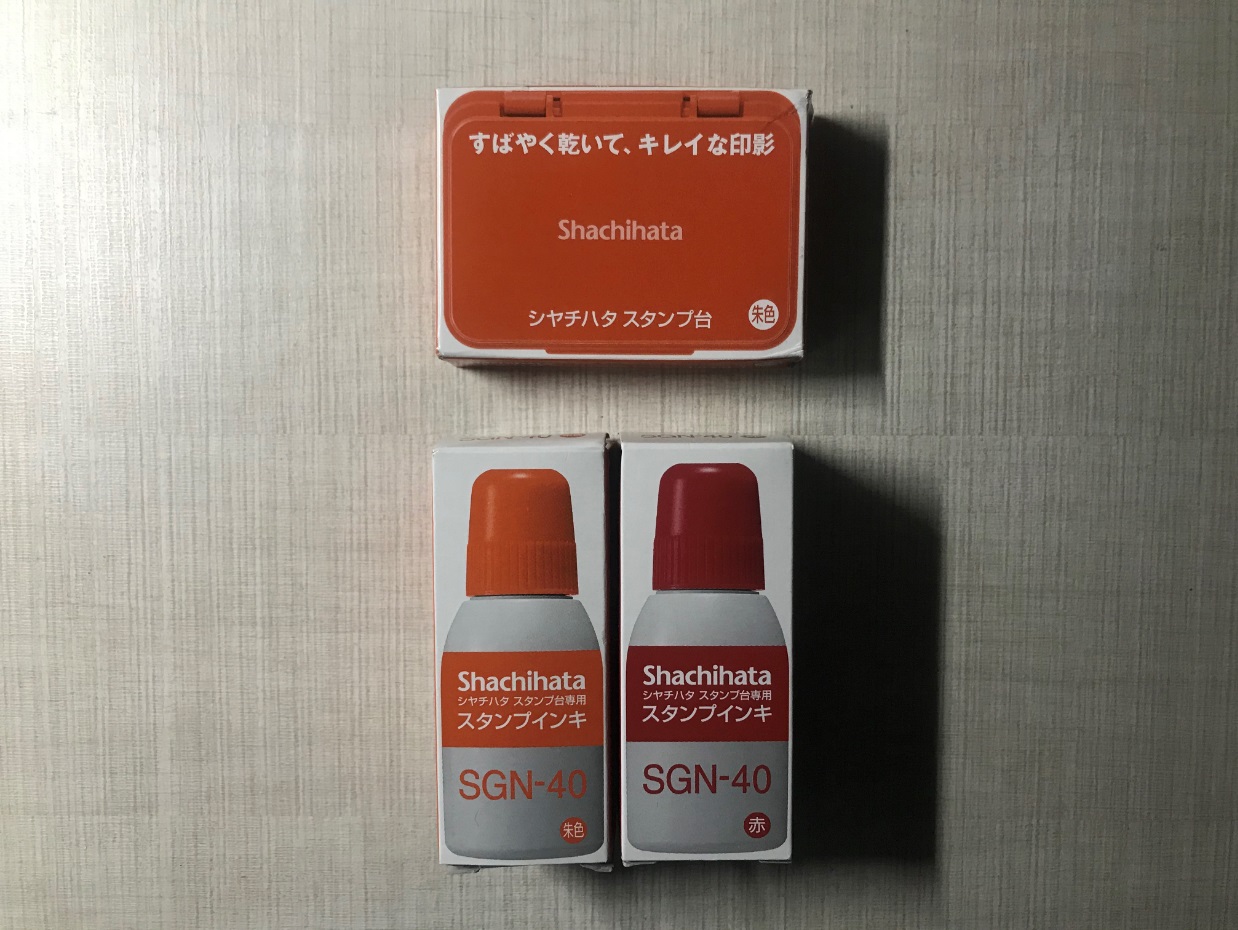 すばやく乾いて、キレイな印影
Shachihata
シヤチハタ スタンプ台
朱色
Shachihata
シヤチハタ スタンプ台専用
スタンプインキ
SGN-40
朱色
Shachihata
シヤチハタ スタンプ台専用
スタンプインキ
SGN-40
赤